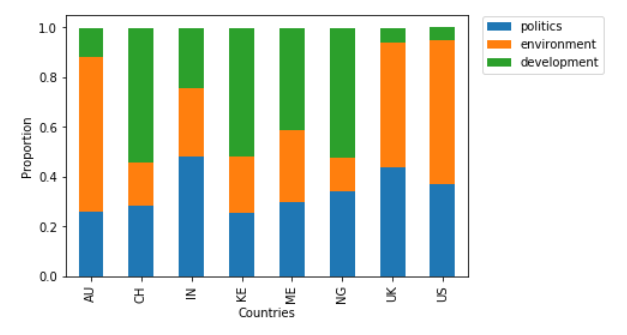 politics
environment
development
Proportion
1.0
0.8
0.6
0.4
0.2
0.0
AU
CH
IN
KE
ME
NG
UK
US
Countries